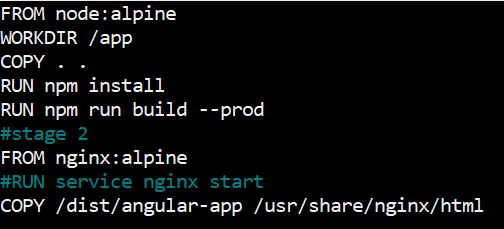 FROM node:alpine
WORKDIR /app
COPY . .
RUN npm install
RUN npm run build --prod
#stage 2
FROM nginx:alpine
#RUN service nginx start
COPY /dist/angular-app /usr/share/nginx/html